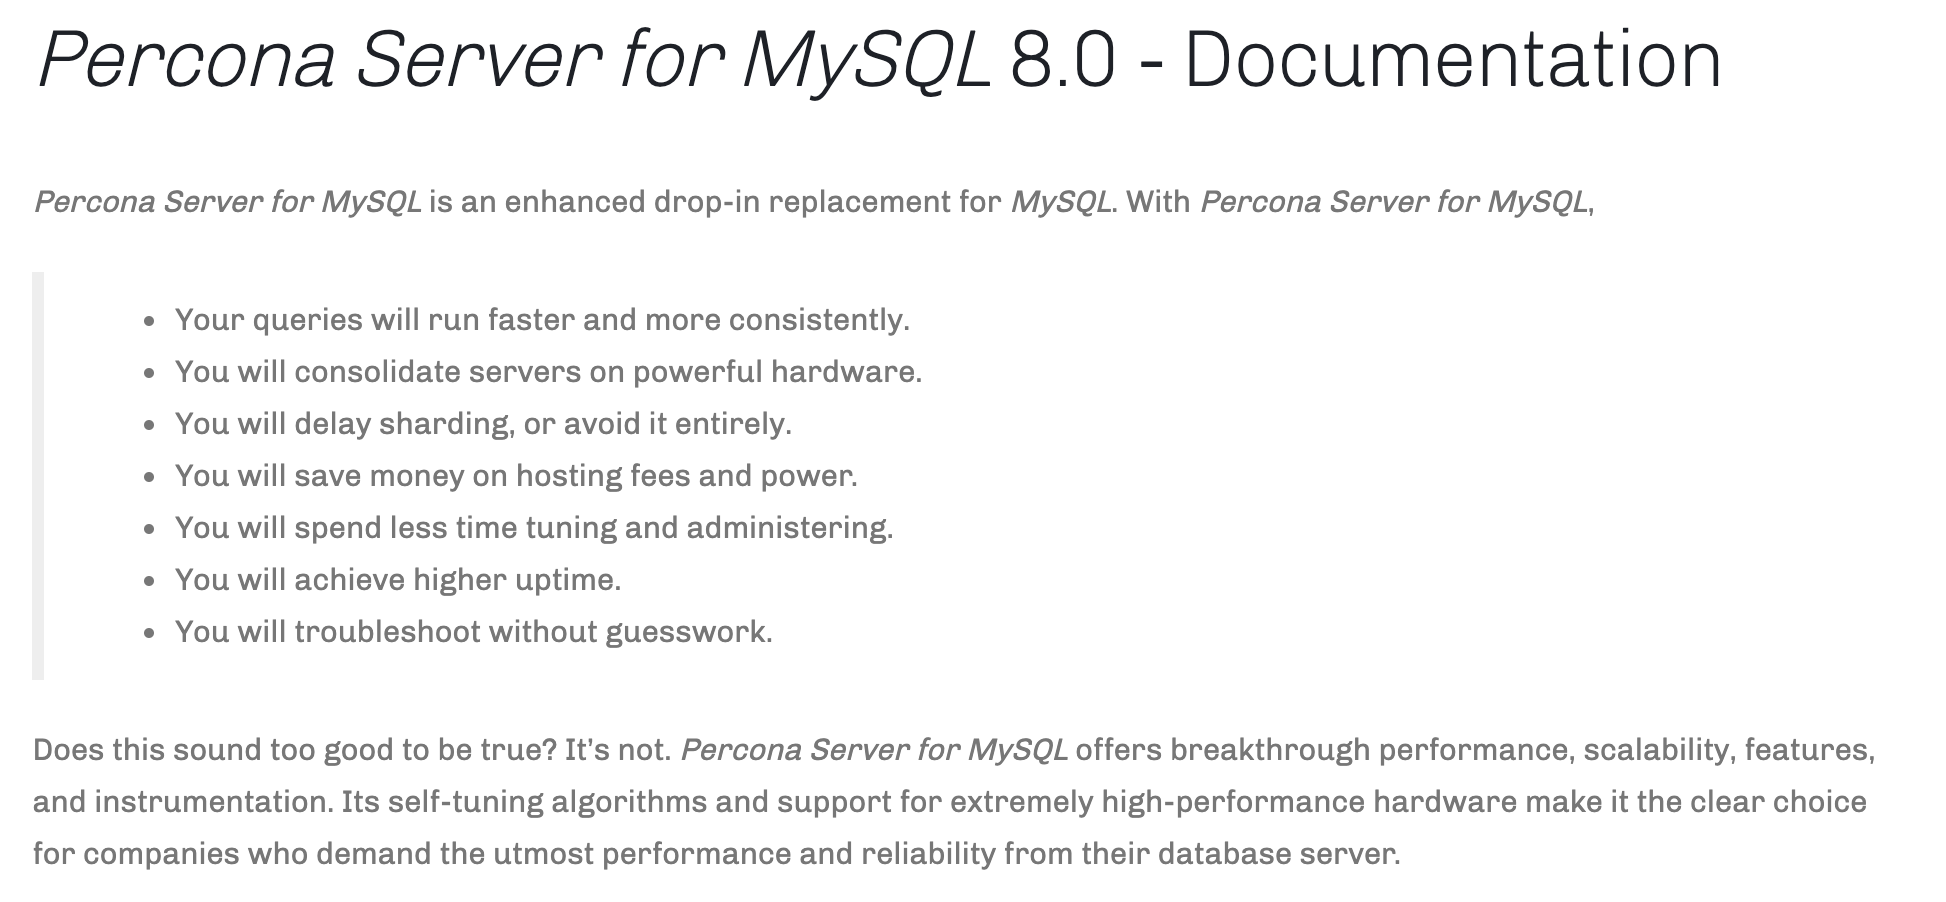 Percona Server for MySQL 8.0 - Documentation
Percona Server for MySQL is an enhanced drop-in replacement for MySQL. With Percona Server for MySQL,
• Your queries will run faster and more consistently.
• You will consolidate servers on powerful hardware.
• You will delay sharding, or avoid it entirely.
• You will save money on hosting fees and power.
• You will spend less time tuning and administering.
• You will achieve higher uptime.
• You will troubleshoot without guesswork.
Does this sound too good to be true? It's not. Percona Server for MySQL offers breakthrough performance, scalability, features,
and instrumentation. Its self-tuning algorithms and support for extremely high-performance hardware make it the clear choice
for companies who demand the utmost performance and reliability from their database server.